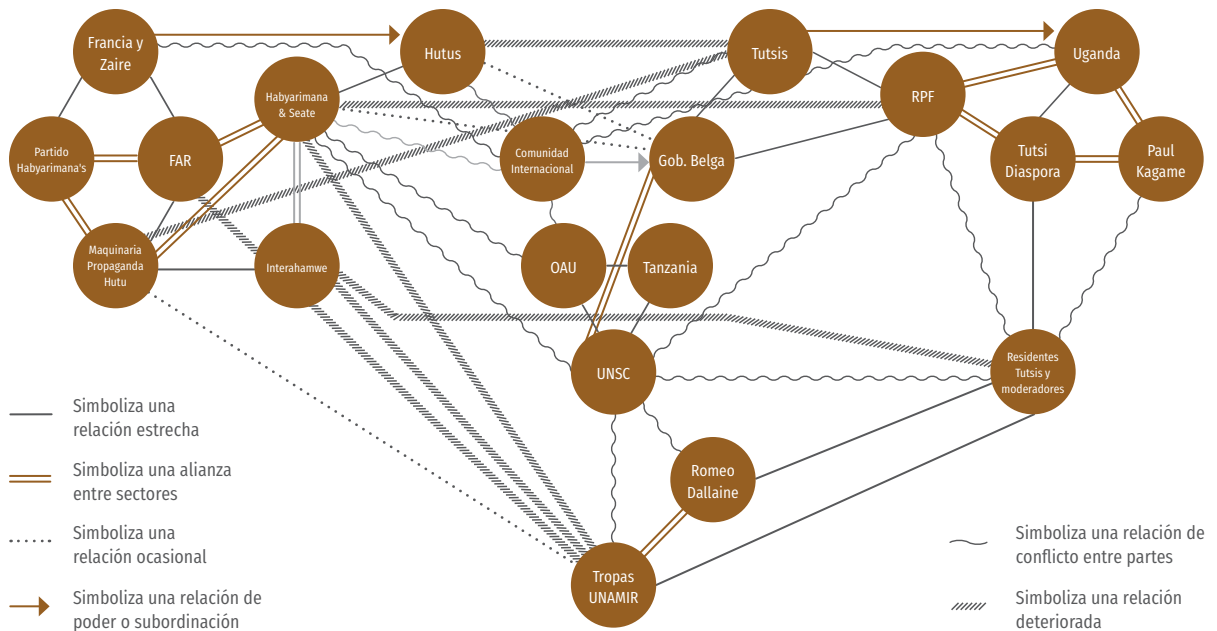 Francia y
Zaire
Hutus
Tutsis
Uganda
Habyarimana
& Seate
RPF
Partido
Habyarimana's
FAR
Comunidad
Internacional
Gob. Belga
Tutsi
Diaspora
Paul
Kagame
Maquinaria
Propaganda
Hutu
Interahamwe
OAU
Tanzania
UNSC
Residentes
Tutsis y
moderadores
Romeo
Dallaine
Tropas
UNAMIR
Simboliza una
relación estrecha
Simboliza una alianza
entre sectores
Simboliza una
relación ocasional
Simboliza una relación de
poder o subordinación
Simboliza una relación de
conflicto entre partes
Simboliza una relación
deteriorada